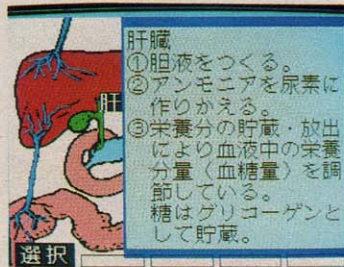 肝臓
①胆液をつくる。
②アンモニアを尿素に
作りかえる。
③栄養分の貯蔵・放出
により血液中の栄養
分量(血糖量)を調
節している。
糖はグリコーゲンと
して貯蔵。
肝
選択